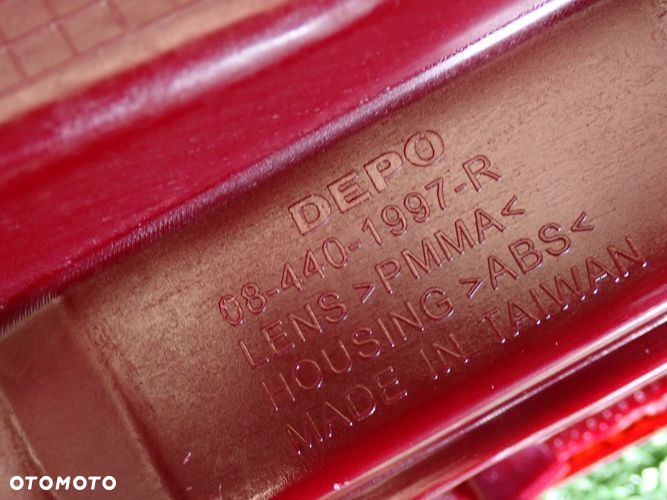 DEPO
08-440-1997-R
LENS >PMMA<
HOUSING >ABS<
MADE IN TAIWAN
OTOMOTO